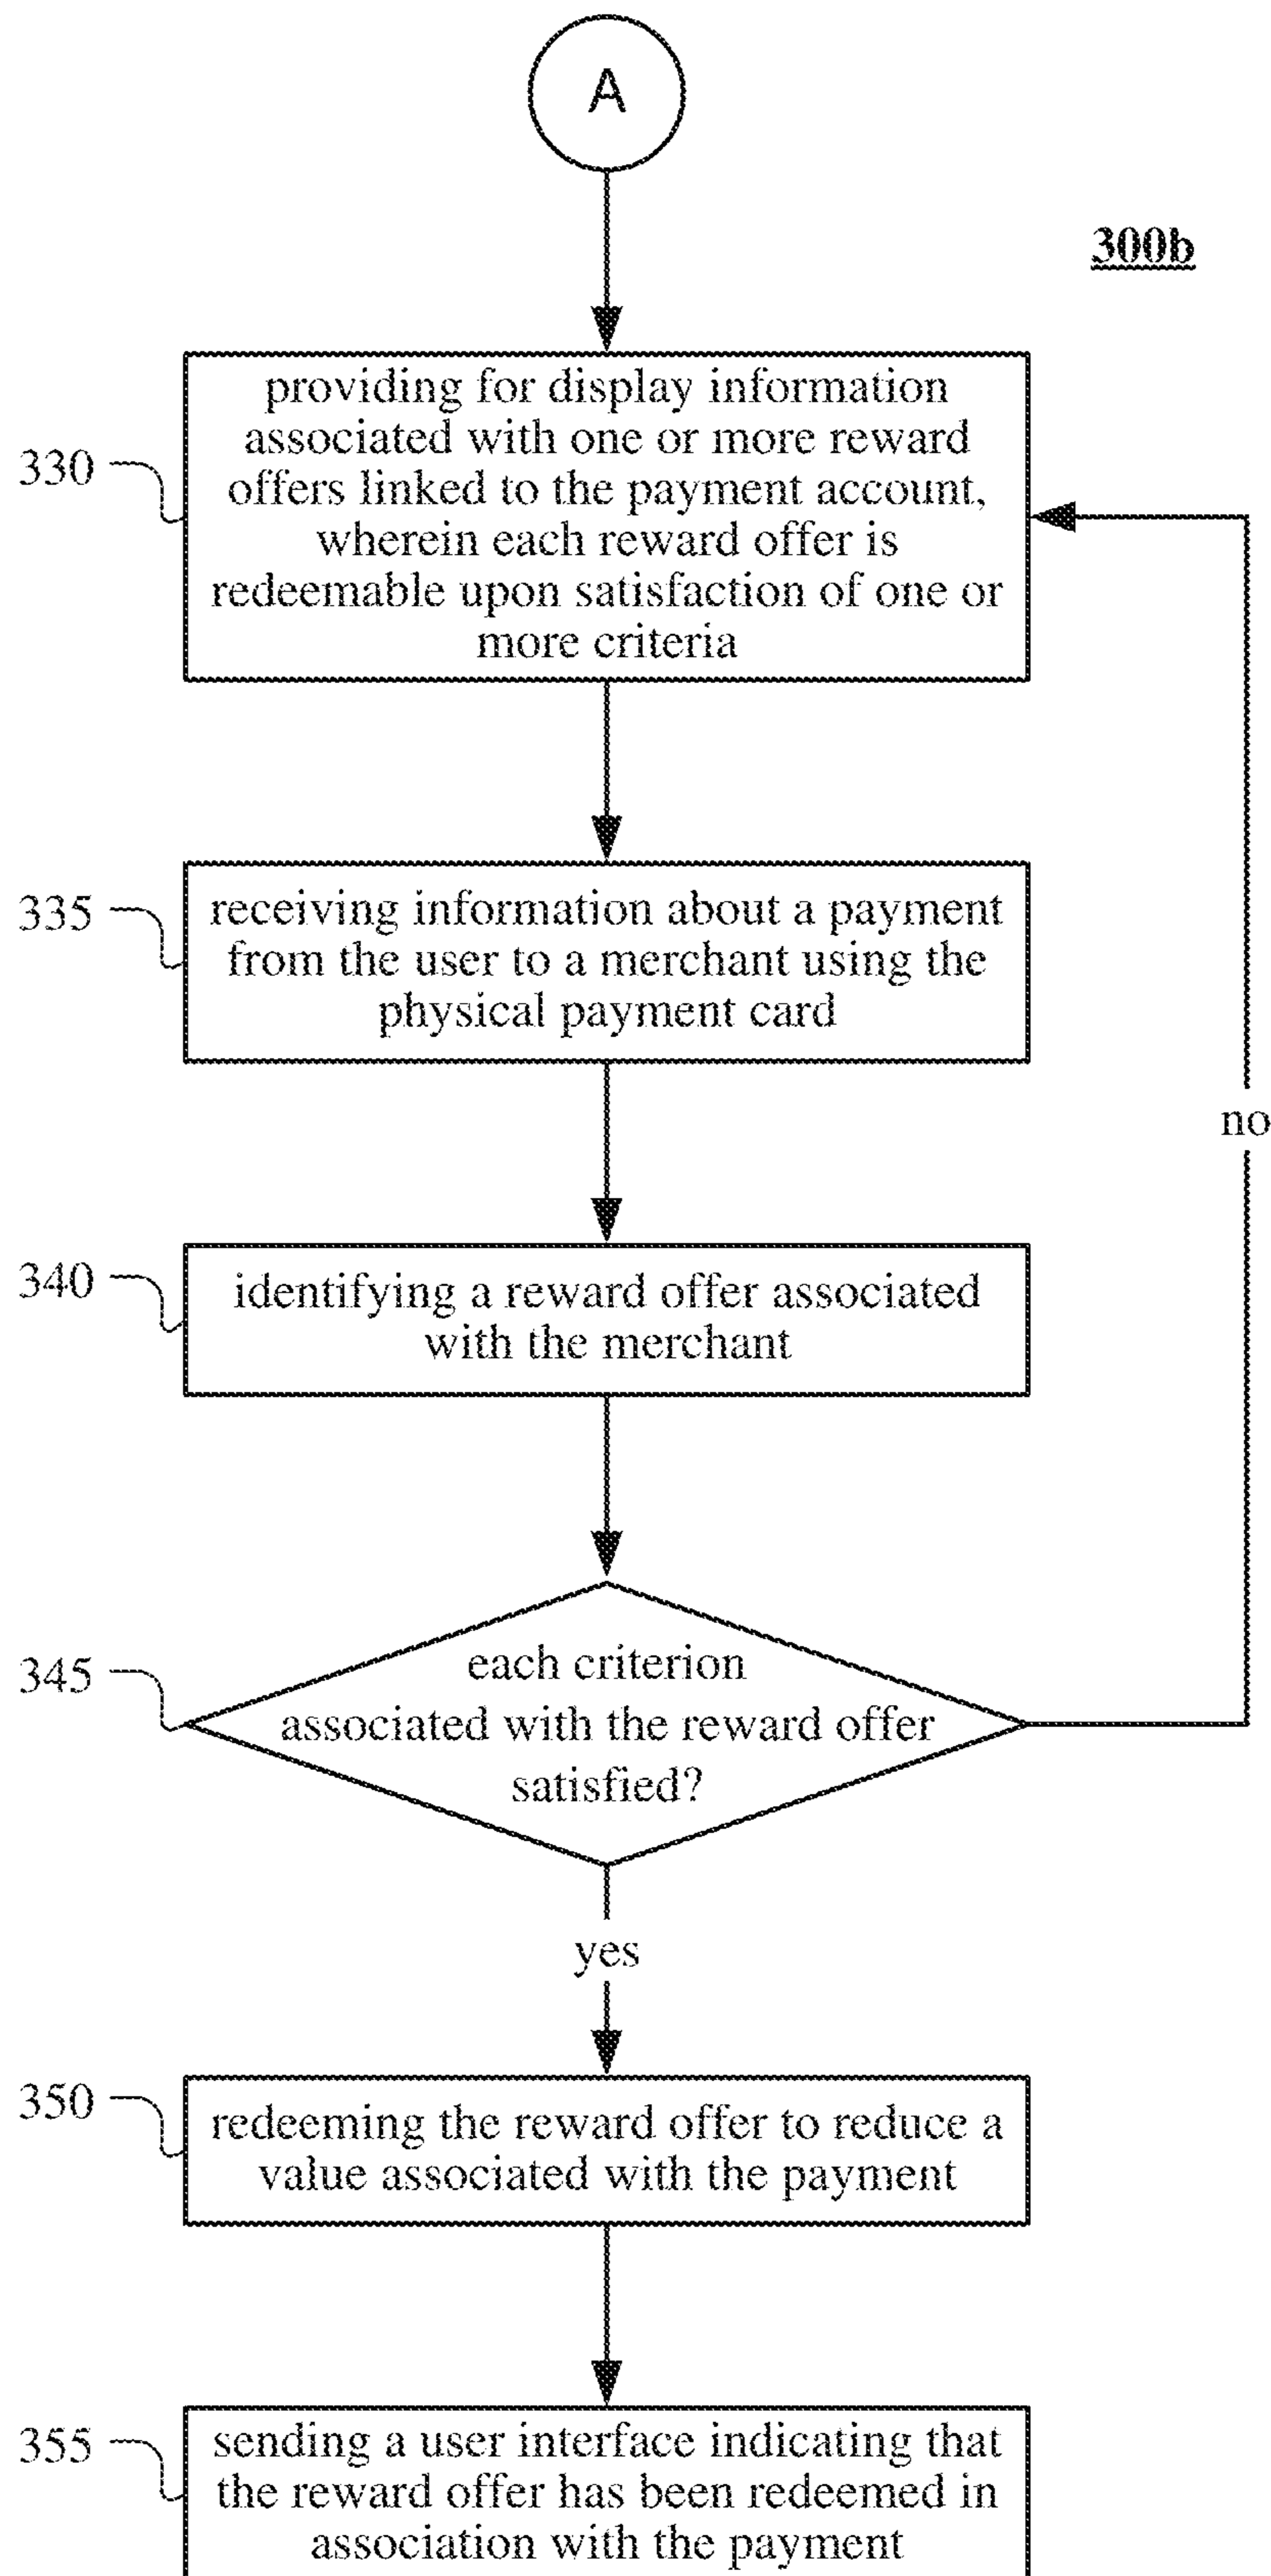 A
300b
330
providing for display information
associated with one or more reward
offers linked to the payment account,
wherein each reward offer is
redeemable upon satisfaction of one or
more criteria
335
receiving information about a payment
from the user to a merchant using the
physical payment card
no
340
identifying a reward offer associated
with the merchant
345
each criterion
associated with the reward offer
satisfied?
yes
350
redeeming the reward offer to reduce a
value associated with the payment
355
sending a user interface indicating that
the reward offer has been redeemed in
association with the payment